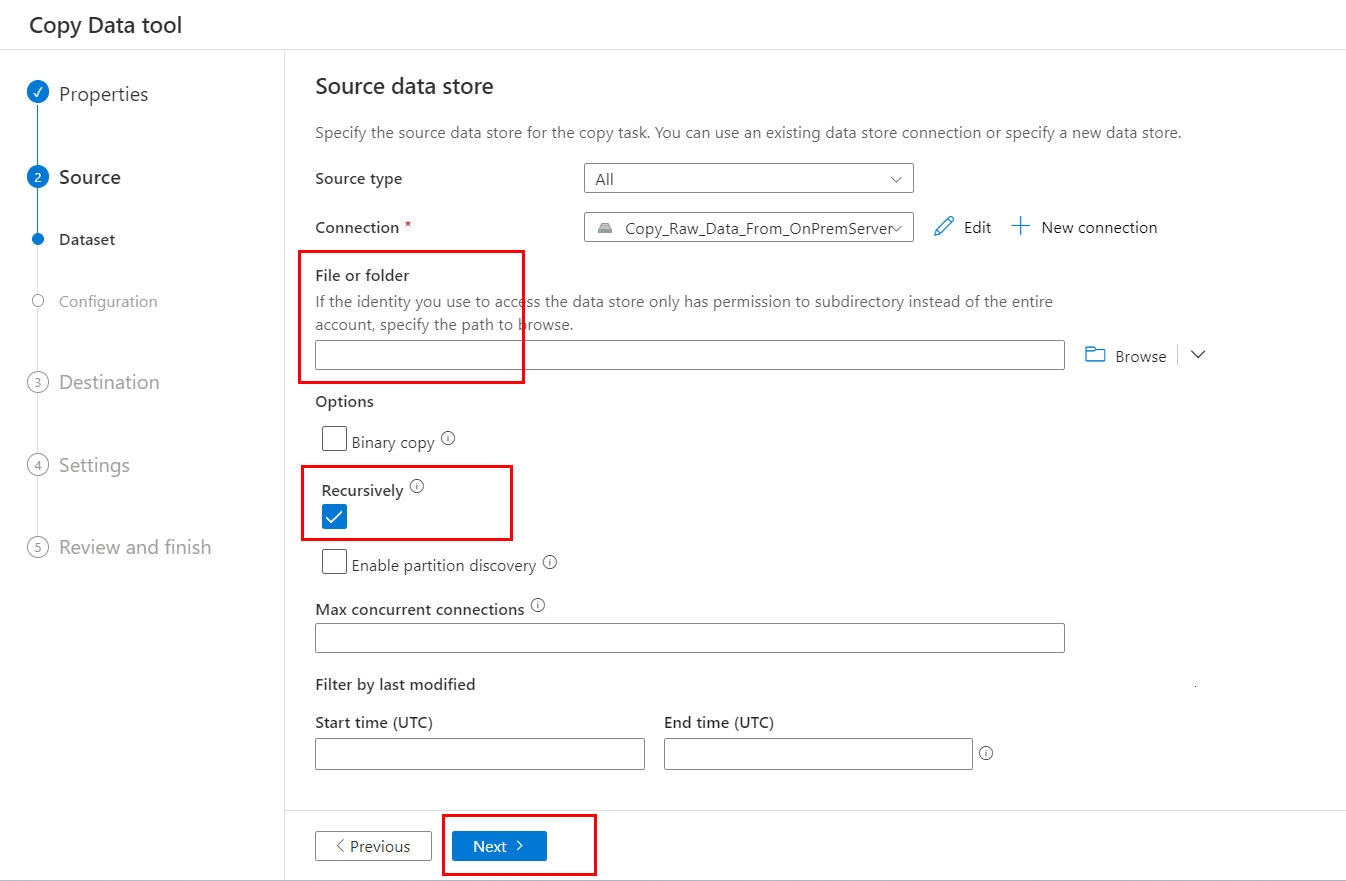 Copy Data tool
Properties
2 Source
Dataset
Configuration
3 Destination
4 Settings
5 Review and finish
Source data store
Specify the source data store for the copy task. You can use an existing data store connection or specify a new data store.
Source type All
Connection * Copy_Raw_Data_From_OnPremServer Edit New connection
File or folder
If the identity you use to access the data store only has permission to subdirectory instead of the entire
account, specify the path to browse.
Browse
Options
Binary copy
Recursively
Enable partition discovery
Max concurrent connections
Filter by last modified
Start time (UTC) End time (UTC)
Previous Next